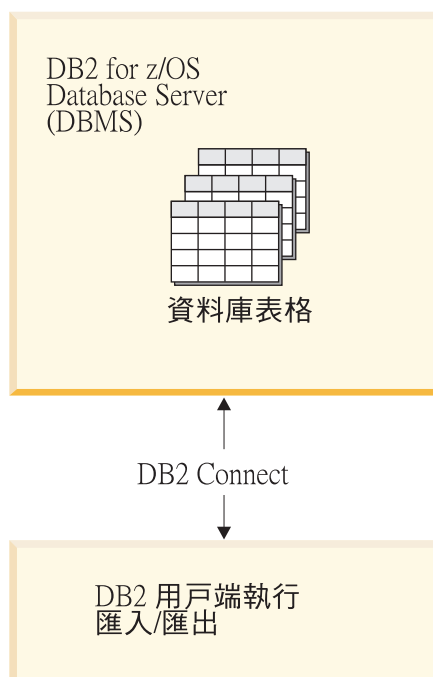 DB2 for z/OS
Database Server
(DBMS)
資料庫表格
DB2 Connect
DB2 用戶端執行
匯入/匯出